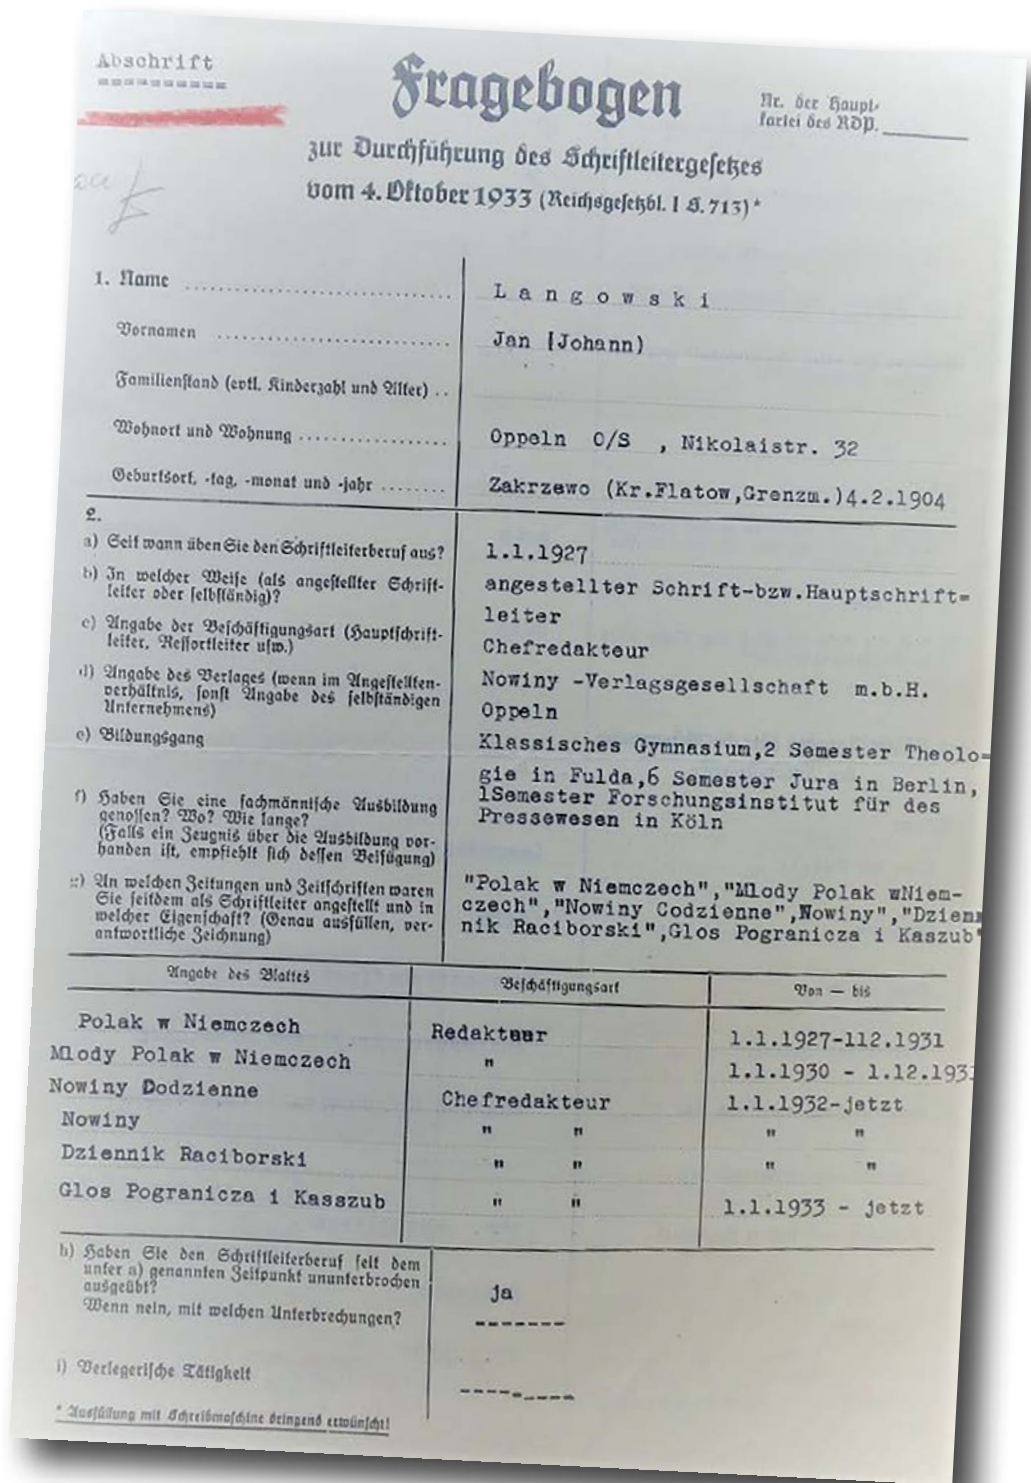 Abschrift
==========
Fragebogen
Nr. der Haupt-
kartei des RDP.
zur Durchführung des Schriftleitergesetzes
vom 4. Oktober 1933 (Reichsgesetzbl. I S. 713)*
1. Name
L a n g o w s k i
Vornamen
Jan (Johann)
Familienstand (evtl. Kinderzahl und Alter) ..
Wohnort und Wohnung
Oppeln O/S , Nikolaistr. 32
Geburtsort, -tag, -monat und -jahr
Zakrzewo (Kr.Flatow,Grenzm.)4.2.1904
2.
a) Seit wann üben Sie den Schriftleiterberuf aus?
1.1.1927
b) In welcher Weise (als angestellter Schrift-
leiter oder selbständig)?
angestellter Schrift-bzw.Hauptschrift=
leiter
c) Angabe der Beschäftigungsart (Hauptschrift-
leiter, Ressortleiter usw.)
Chefredakteur
d) Angabe des Verlages (wenn im Angestellten-
verhältnis, sonst Angabe des selbständigen
Unternehmens)
Nowiny -Verlagsgesellschaft m.b.H.
Oppeln
e) Bildungsgang
Klassisches Gymnasium,2 Semester Theolo=
gie in Fulda,6 Semester Jura in Berlin,
f) Haben Sie eine fachmännische Ausbildung
genossen? Wo? Wie lange?
(Falls ein Zeugnis über die Ausbildung vor-
handen ist, empfiehlt sich dessen Beifügung)
1Semester Forschungsinstitut für des
Pressewesen in Köln
g) An welchen Zeitungen und Zeitschriften waren
Sie seitdem als Schriftleiter angestellt und in
welcher Eigenschaft? (Genau ausfüllen, ver-
antwortliche Zeichnung)
"Polak w Niemczech","Mlody Polak wNiem-
czech","Nowiny Codzienne",Nowiny","Dzien
nik Raciborski",Glos Pogranicza i Kaszub"
Angabe des Blattes Beschäftigungsart Von — bis
Polak w Niemczech Redakteur 1.1.1927-112.1931
Mlody Polak w Niemczech " 1.1.1930 - 1.12.193
Nowiny Dodzienne Chefredakteur 1.1.1932-jetzt
Nowiny " " " "
Dziennik Raciborski " " " "
Glos Pogranicza i Kasszub " " 1.1.1933 - jetzt
h) Haben Sie den Schriftleiterberuf seit dem
unter a) genannten Zeitpunkt ununterbrochen
ausgeübt?
ja
Wenn nein, mit welchen Unterbrechungen?
-------
i) Verlegerische Tätigkeit
---------
* Ausfüllung mit Schreibmaschine dringend erwünscht!